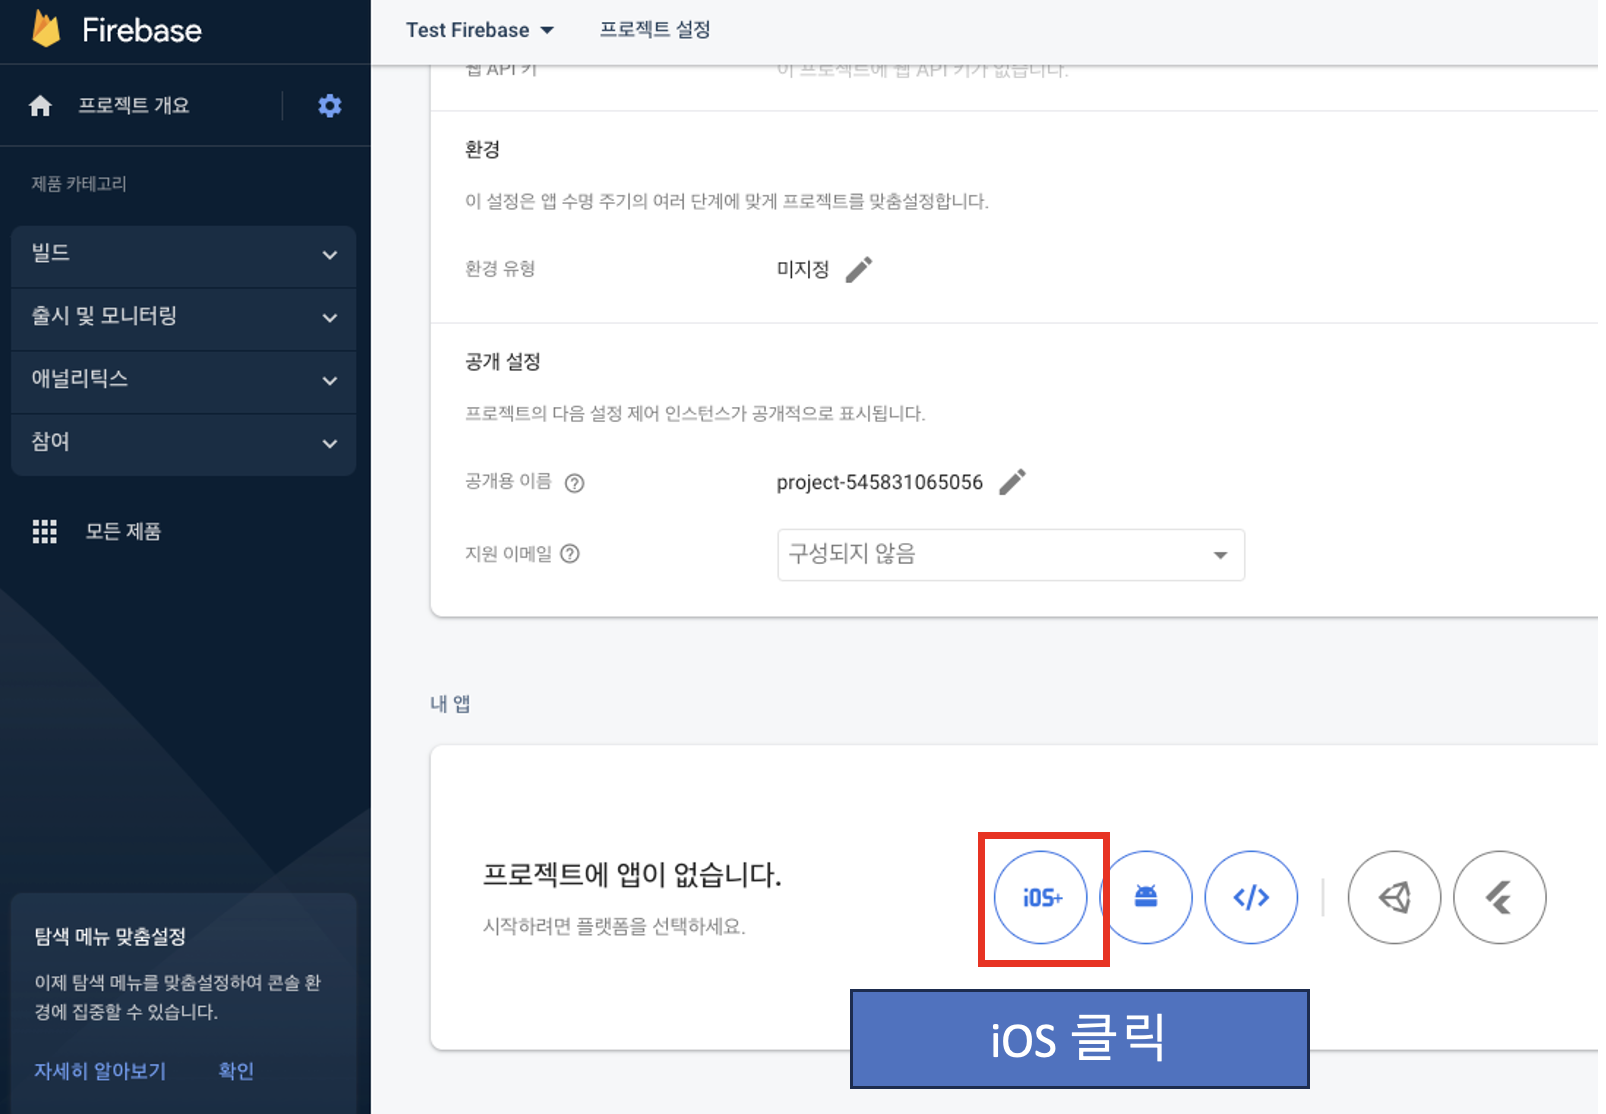 Firebase
Test Firebase
프로젝트 설정
프로젝트 개요
제품 카테고리
빌드
출시 및 모니터링
애널리틱스
참여
모든 제품
탐색 메뉴 맞춤설정
이제 탐색 메뉴를 맞춤설정하여 콘솔 환
경에 집중할 수 있습니다.
자세히 알아보기
확인
웹 API 키
이 프로젝트에 웹 API 키가 없습니다.
환경
이 설정은 앱 수명 주기의 여러 단계에 맞게 프로젝트를 맞춤설정합니다.
환경 유형
미지정
공개 설정
프로젝트의 다음 설정 제어 인스턴스가 공개적으로 표시됩니다.
공개용 이름
project-545831065056
지원 이메일
구성되지 않음
내 앱
프로젝트에 앱이 없습니다.
시작하려면 플랫폼을 선택하세요.
iOS+
</>
iOS 클릭